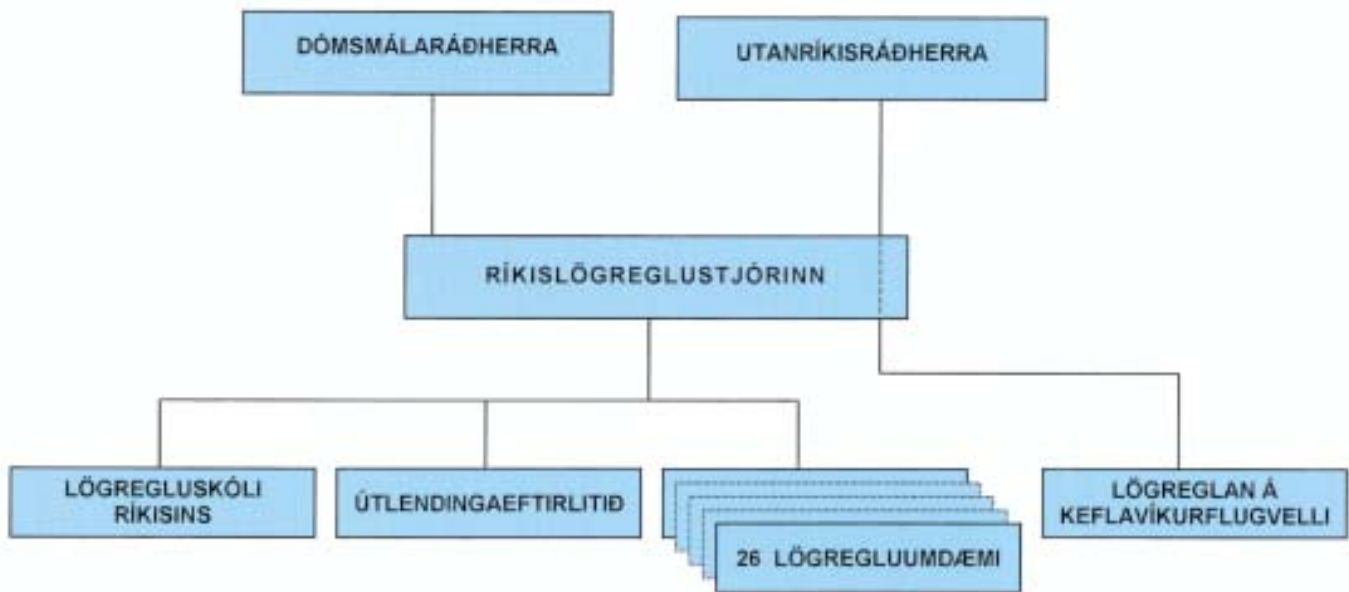 DÓMSMÁLARÁÐHERRA
UTANRÍKISRÁÐHERRA
RÍKISLÖGREGLUSTJÓRINN
LÖGREGLUSKÓLI
RÍKISINS
ÚTLENDINGAEFTIRLITIÐ
26 LÖGREGLUUMDÆMI
LÖGREGLAN Á
KEFLAVÍKURFLUGVELLI